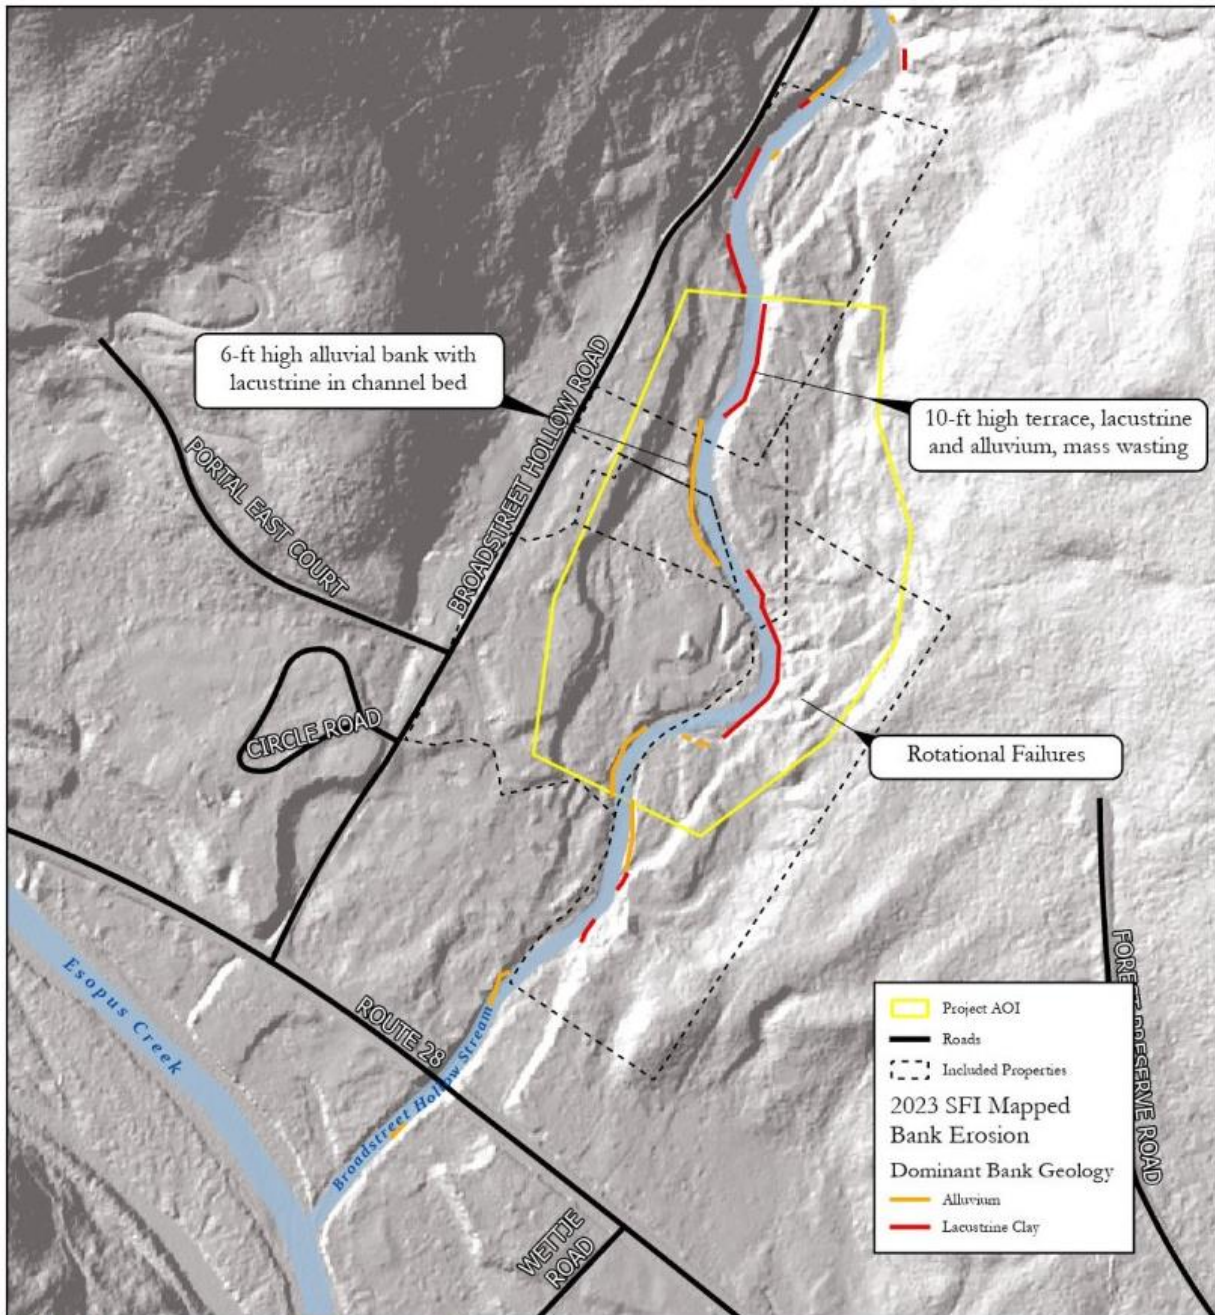 6-ft high alluvial bank with
lacustrine in channel bed
BROADSTREET HOLLOW ROAD
10-ft high terrace, lacustrine
and alluvium, mass wasting
PORTAL EAST COURT
CIRCLE ROAD
Rotational Failures
Esopus Creek
ROUTE 28
Broadstreet Hollow Stream
FOREST PRESERVE ROAD
WETTJE
ROAD
Project AOI
Roads
Included Properties
2023 SFI Mapped
Bank Erosion
Dominant Bank Geology
Alluvium
Lacustrine Clay